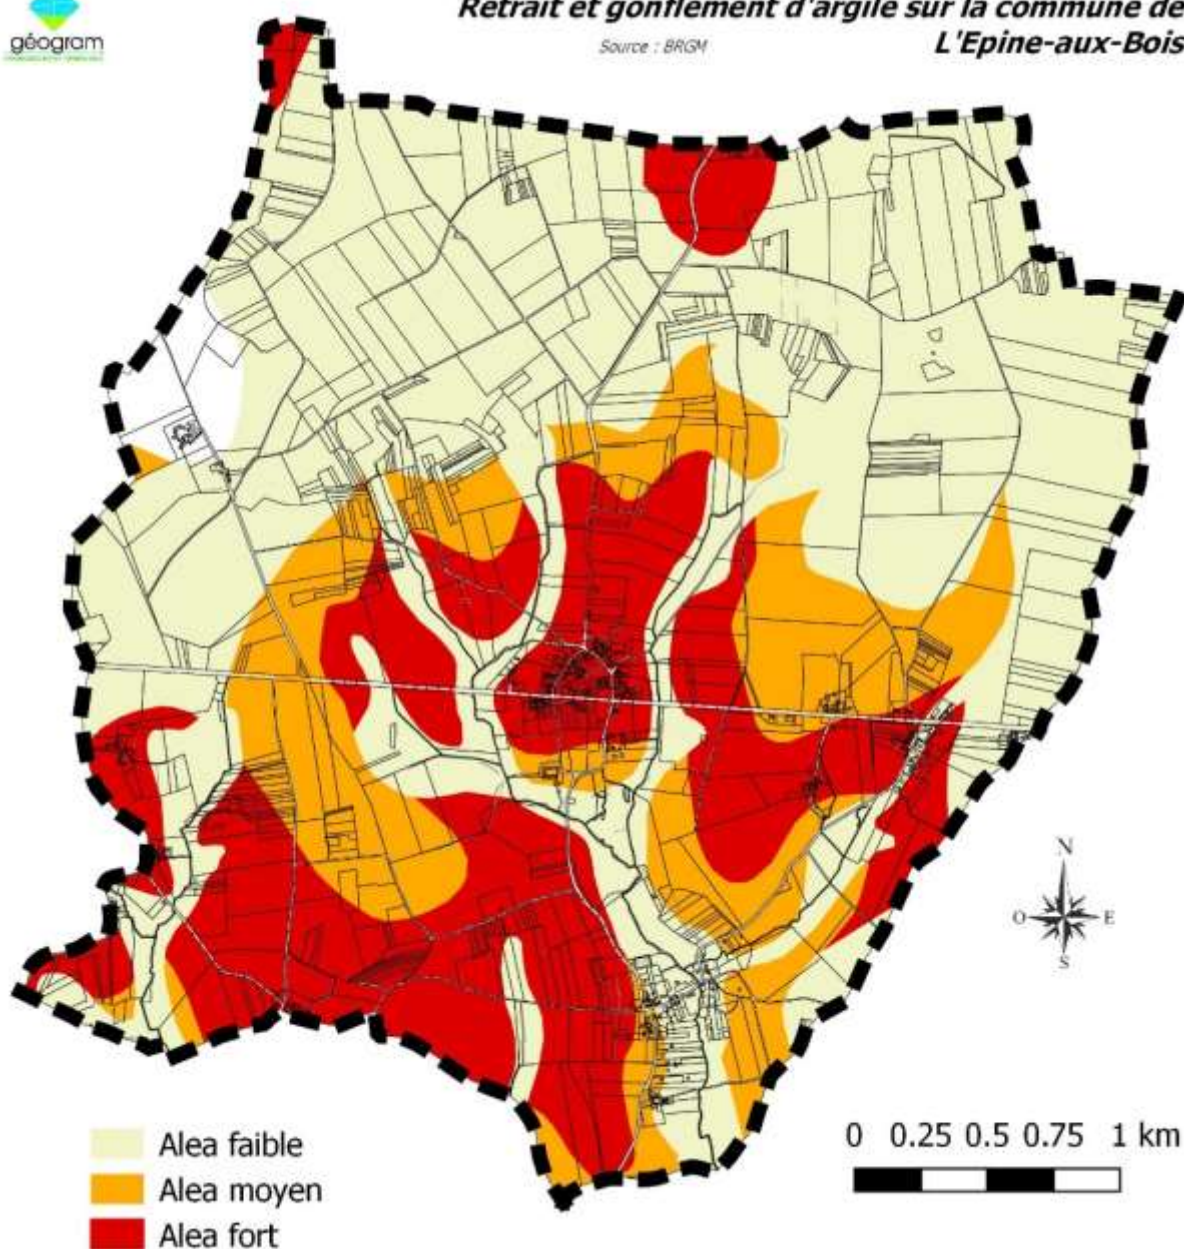 géogram
Retrait et gonflement d'argile sur la commune de
L'Epine-aux-Bois
Source : BRGM
N
O
E
S
Alea faible
Alea moyen
Alea fort
0 0.25 0.5 0.75 1 km